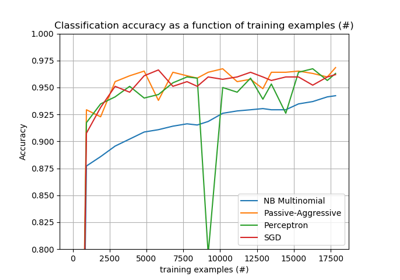 Classification accuracy as a function of training examples (#)
1.000
0.975
0.950
0.925
0.900
0.875
0.850
0.825
0.800
Accuracy
NB Multinomial
Passive-Aggressive
Perceptron
SGD
0 2500 5000 7500 10000 12500 15000 17500
training examples (#)